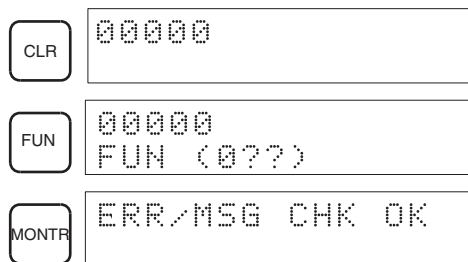 CLR
00000
FUN
00000
FUN (0??)
MONTR
ERR/MSG CHK OK